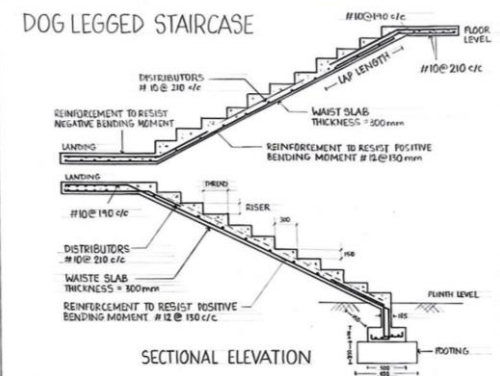 DOG LEGGED STAIRCASE
#10@190 c/c
FLOOR
LEVEL
#10@ 210 c/c
LAP LENGTH
DISTRIBUTORS
#10@ 210 c/c
WAIST SLAB
THICKNESS = 300mm
REINFORCEMENT TO RESIST
NEGATIVE BENDING MOMENT
REINFORCEMENT TO RESIST POSITIVE
BENDING MOMENT #12@130mm
LANDING
LANDING
THREAD
RISER
300
150
#10@ 190 c/c
DISTRIBUTORS
#10@ 210 c/c
WAISTE SLAB
THICKNESS = 300mm
REINFORCEMENT TO RESIST POSITIVE
BENDING MOMENT #12@ 130 c/c
PLINTH LEVEL
FOOTING
SECTIONAL ELEVATION